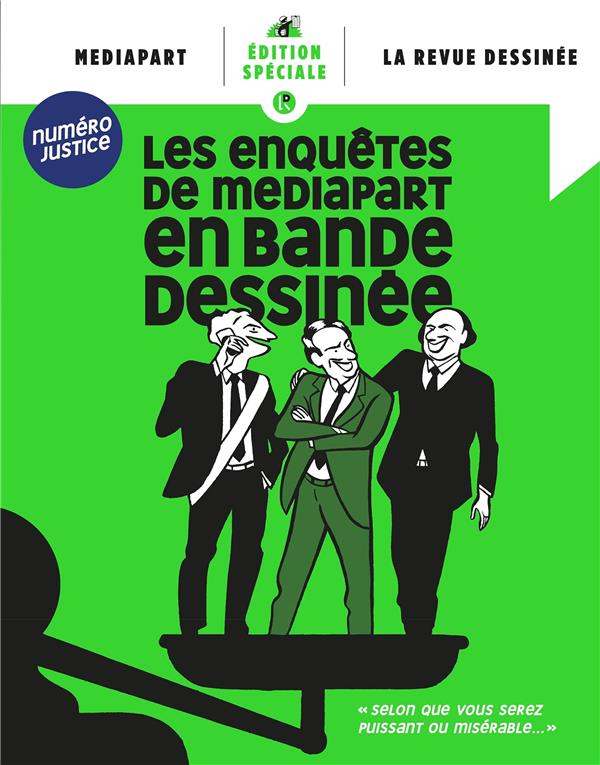 MEDIAPART
ÉDITION
SPÉCIALE
LA REVUE DESSINÉE
numéro
JUSTICE
Les enquêtes
de mediapart
en bande
dessinée
« selon que vous serez
puissant ou misérable... »